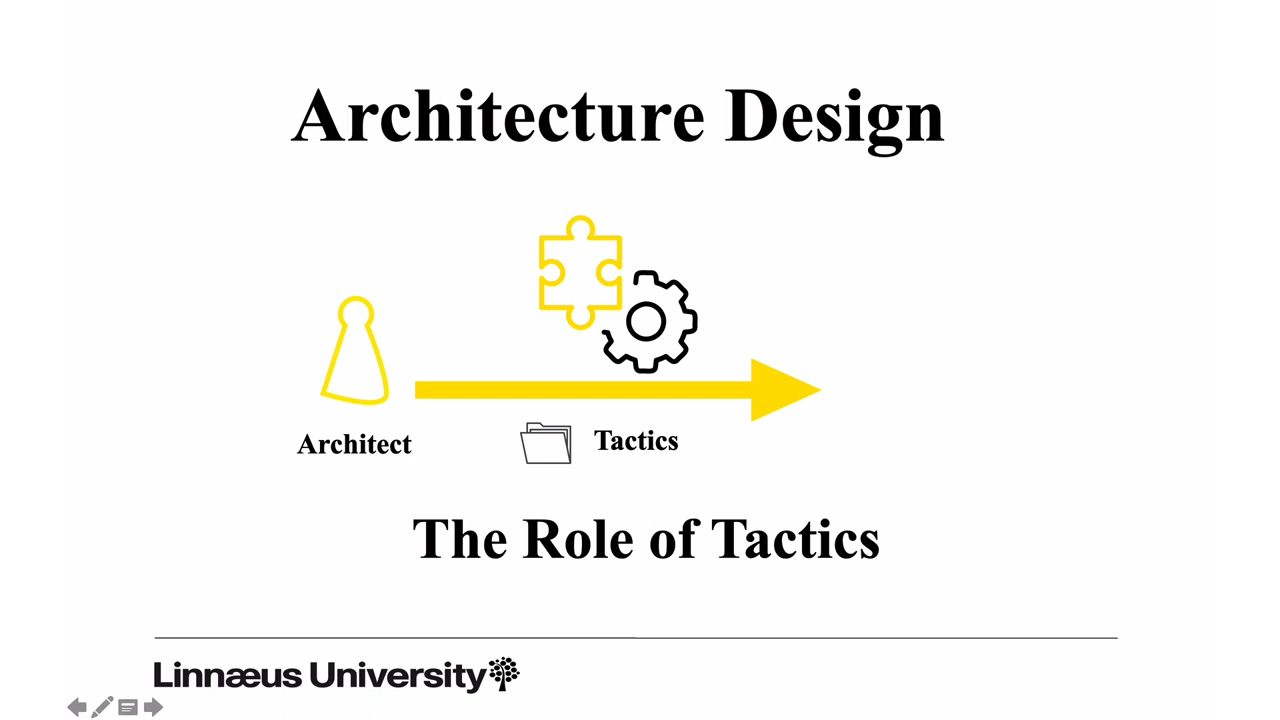 Architecture Design
Architect
Tactics
The Role of Tactics
Linnæus University